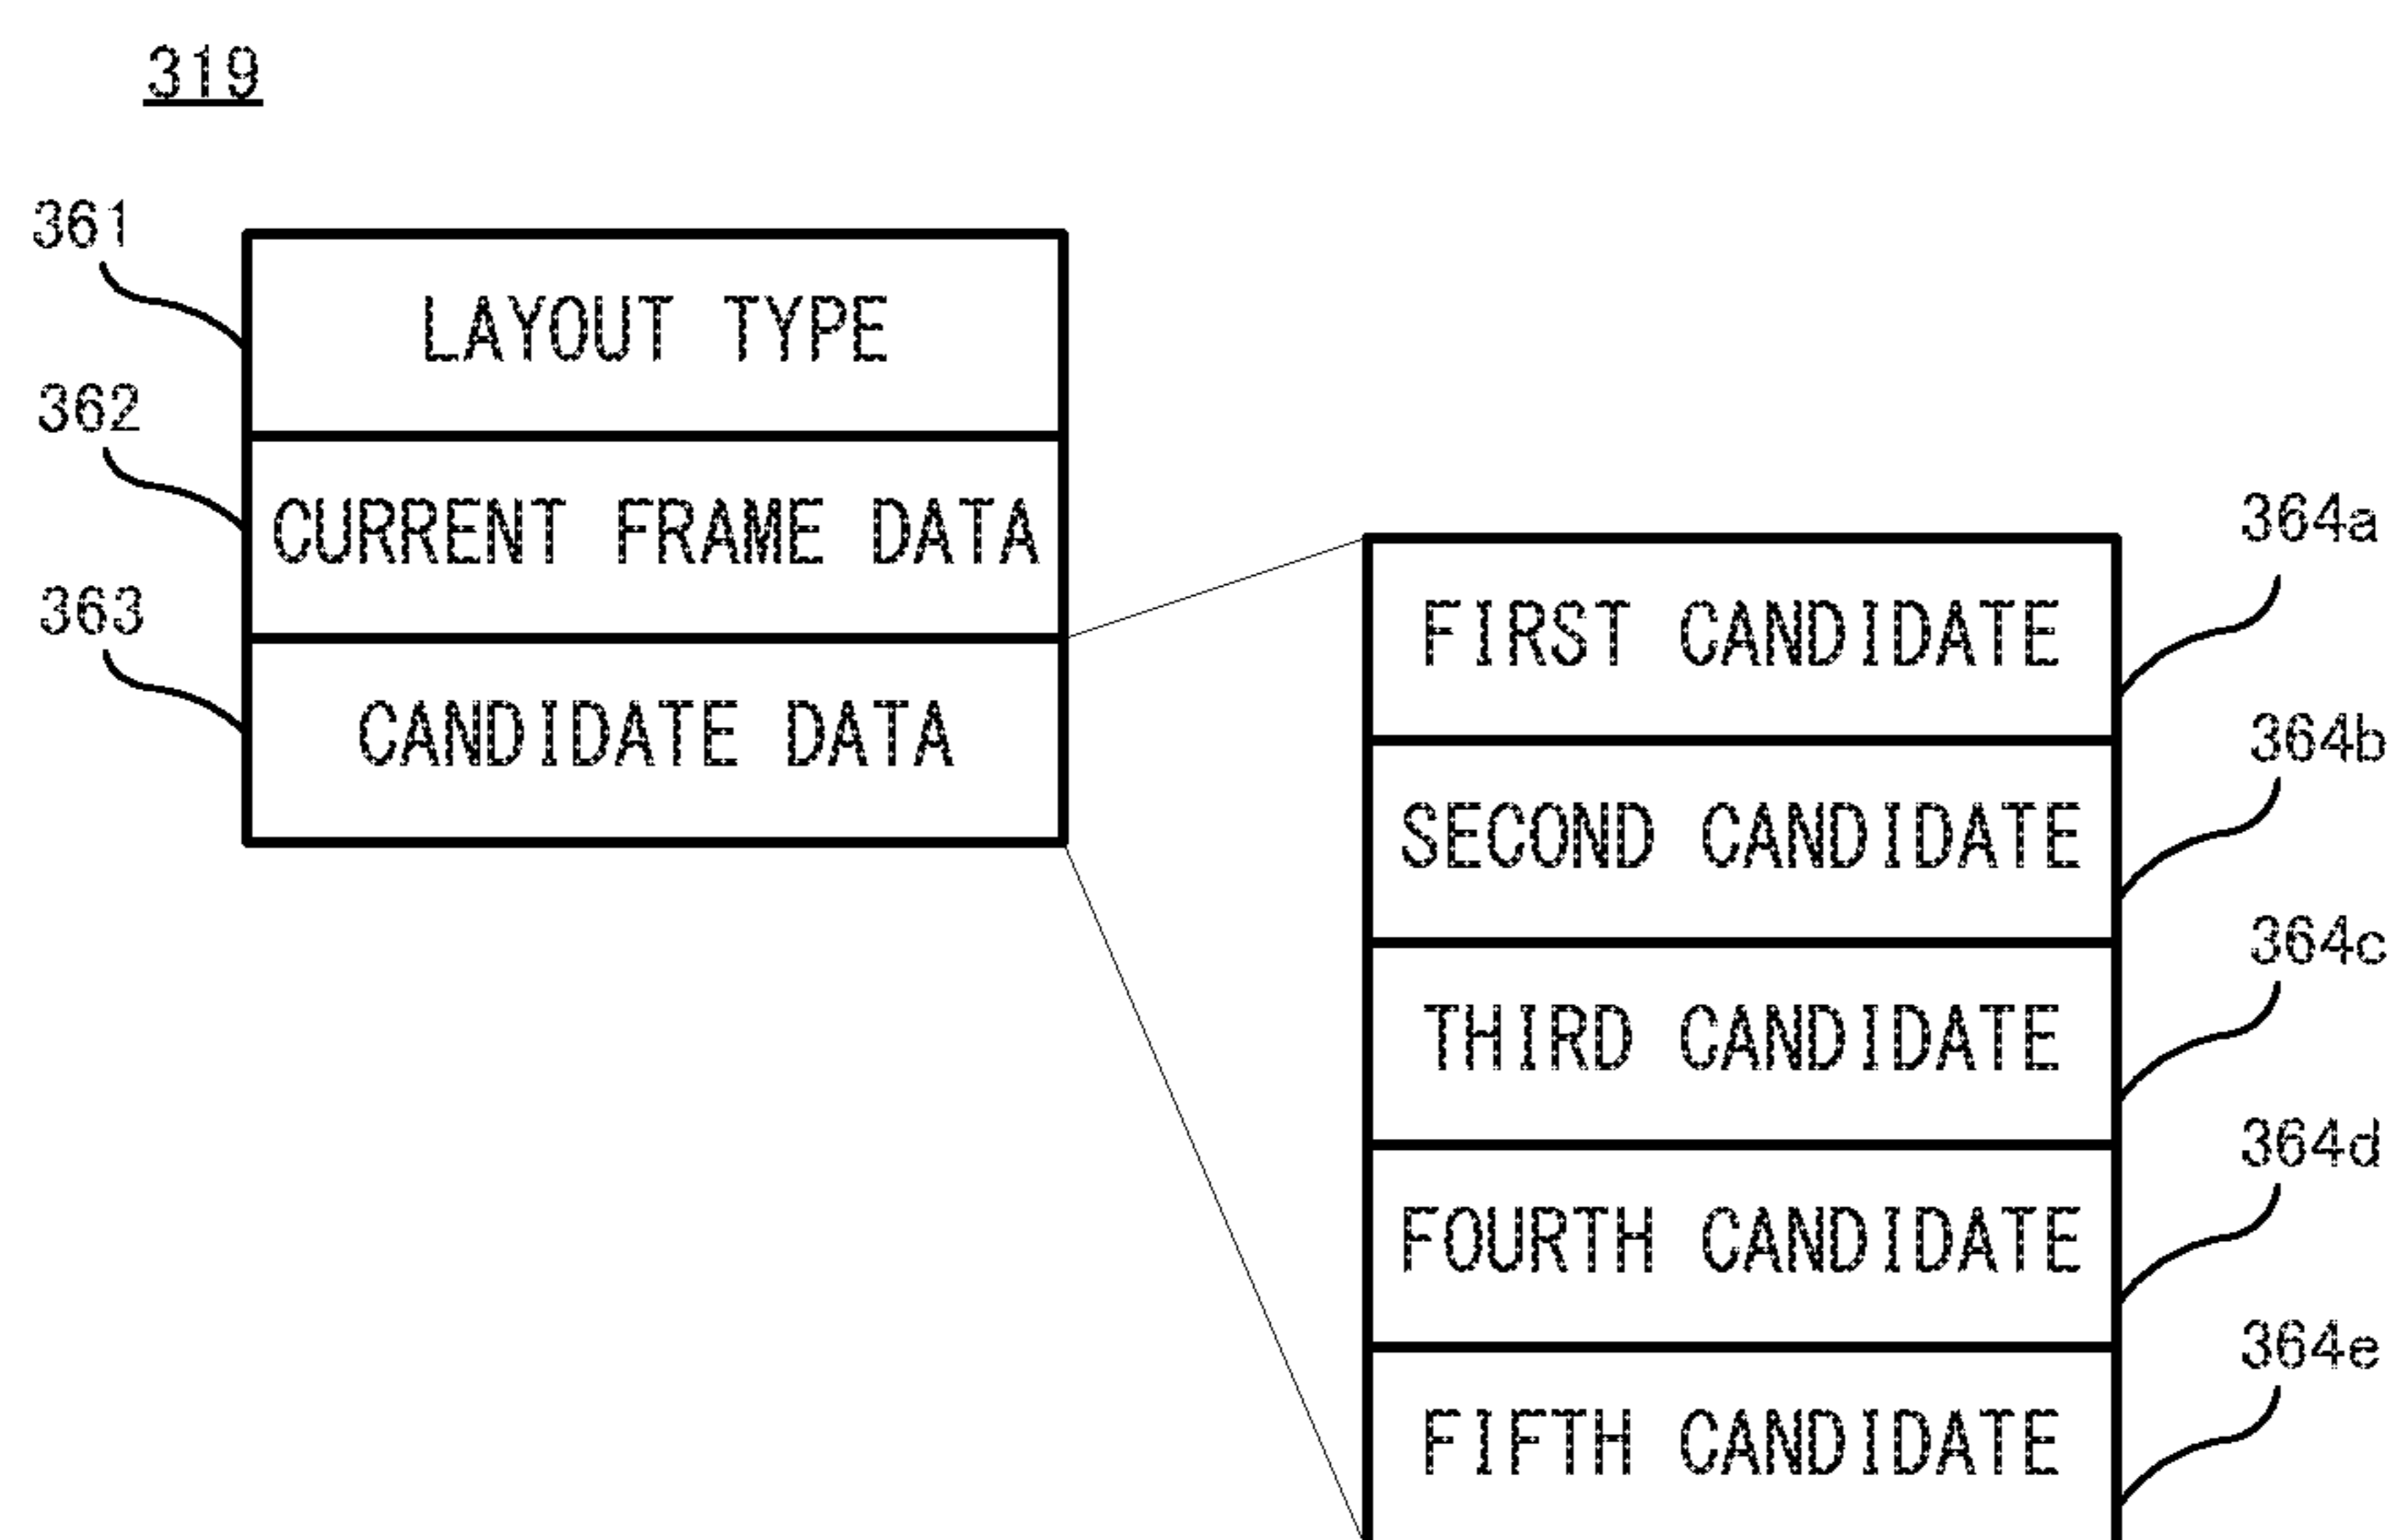 319
361
LAYOUT TYPE
362
CURRENT FRAME DATA
363
CANDIDATE DATA
364a
FIRST CANDIDATE
364b
SECOND CANDIDATE
364c
THIRD CANDIDATE
364d
FOURTH CANDIDATE
364e
FIFTH CANDIDATE